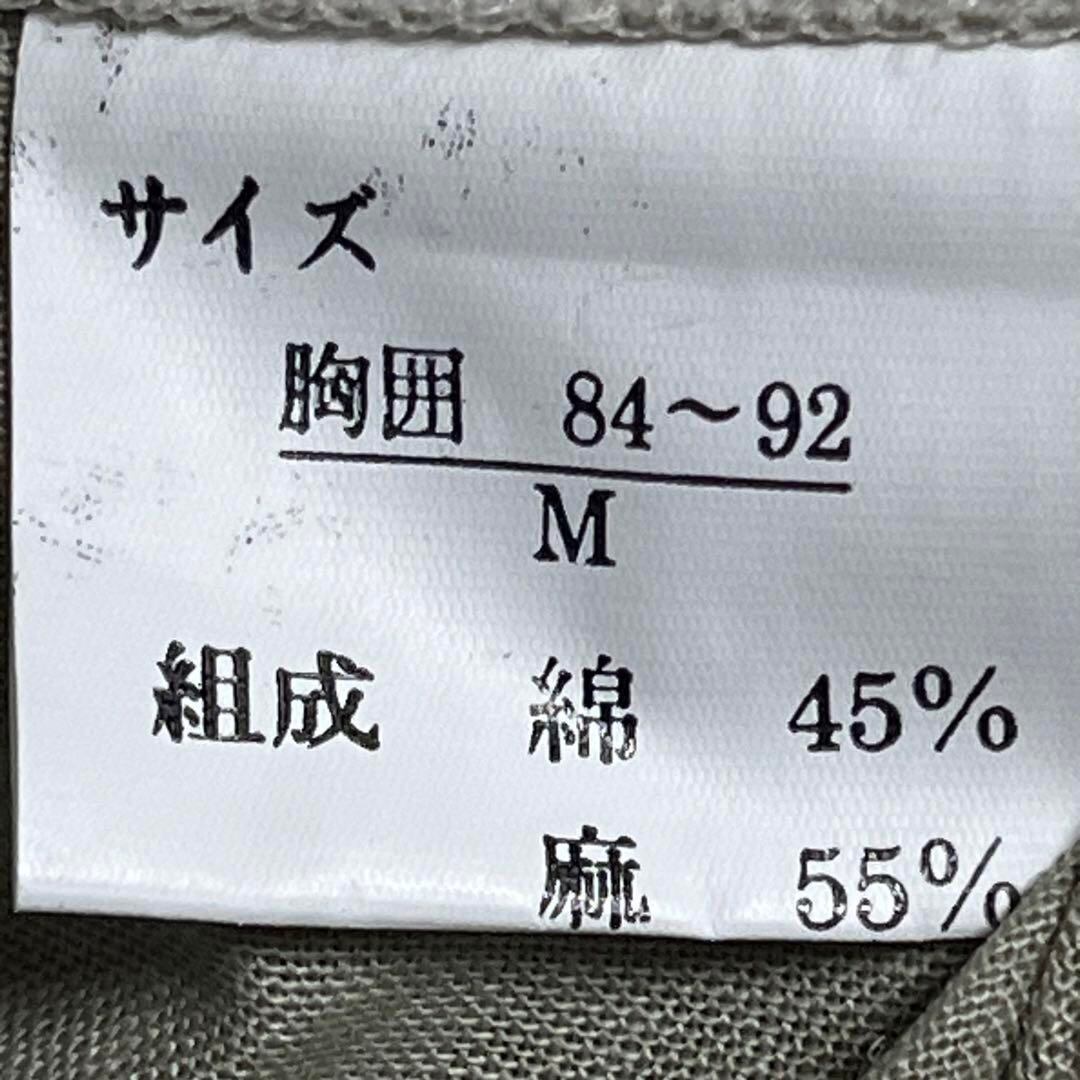 サイズ
胸囲 84～92
M
組成 綿 45%
麻 55%